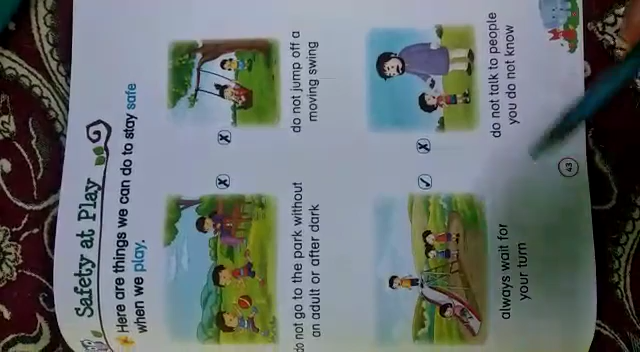 Safety at Play
Here are things we can do to stay safe
when we play.
do not go to the park without
an adult or after dark
do not jump off a
moving swing
always wait for
your turn
do not talk to people
you do not know
43